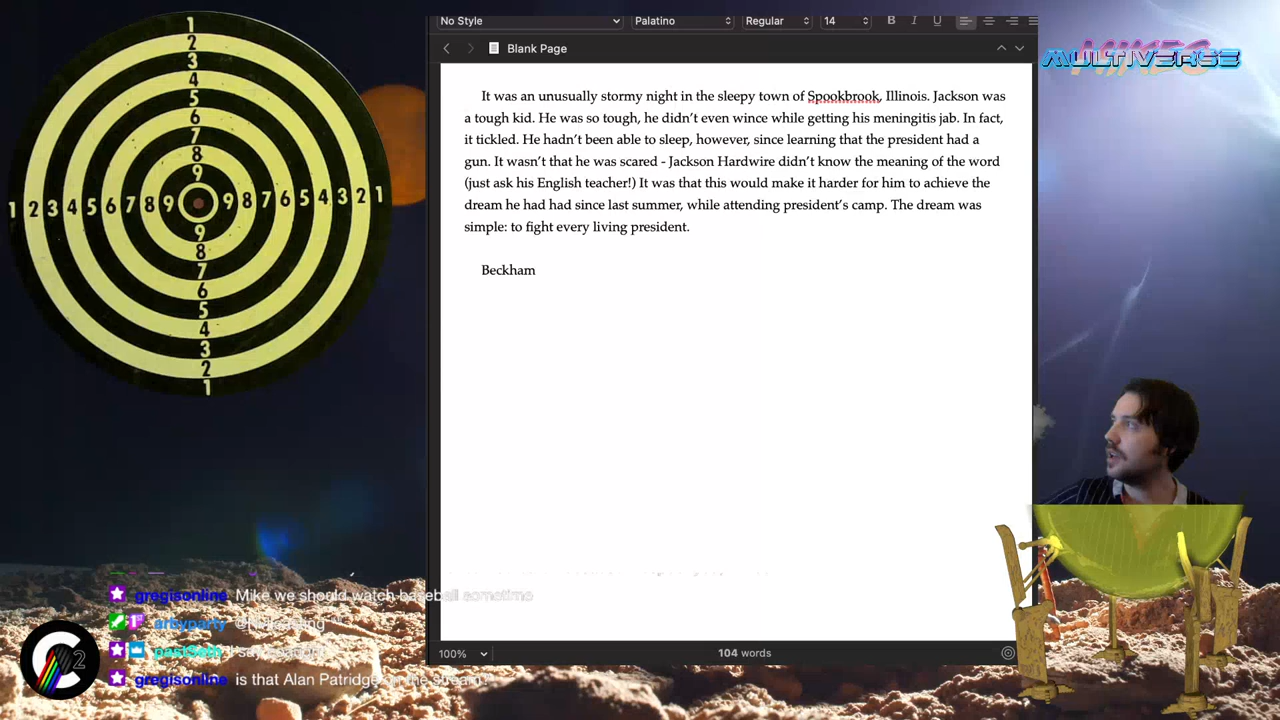 No Style Palatino Regular 14 B I U
Blank Page
It was an unusually stormy night in the sleepy town of Spookbrook, Illinois. Jackson was
a tough kid. He was so tough, he didn’t even wince while getting his meningitis jab. In fact,
it tickled. He hadn’t been able to sleep, however, since learning that the president had a
gun. It wasn’t that he was scared - Jackson Hardwire didn’t know the meaning of the word
(just ask his English teacher!) It was that this would make it harder for him to achieve the
dream he had had since last summer, while attending president’s camp. The dream was
simple: to fight every living president.
Beckham
100% 104 words
MULTIVERSE
1
2
3
4
5
6
7
8
9
1 2 3 4 5 6 7 8 9 9 8 7 6 5 4 3 2 1
9
8
7
6
5
4
3
2
1
gregisonline Mike we should watch baseball sometime
arbyparty
pastSeth
gregisonline is that Alan Patridge on the stream?
2